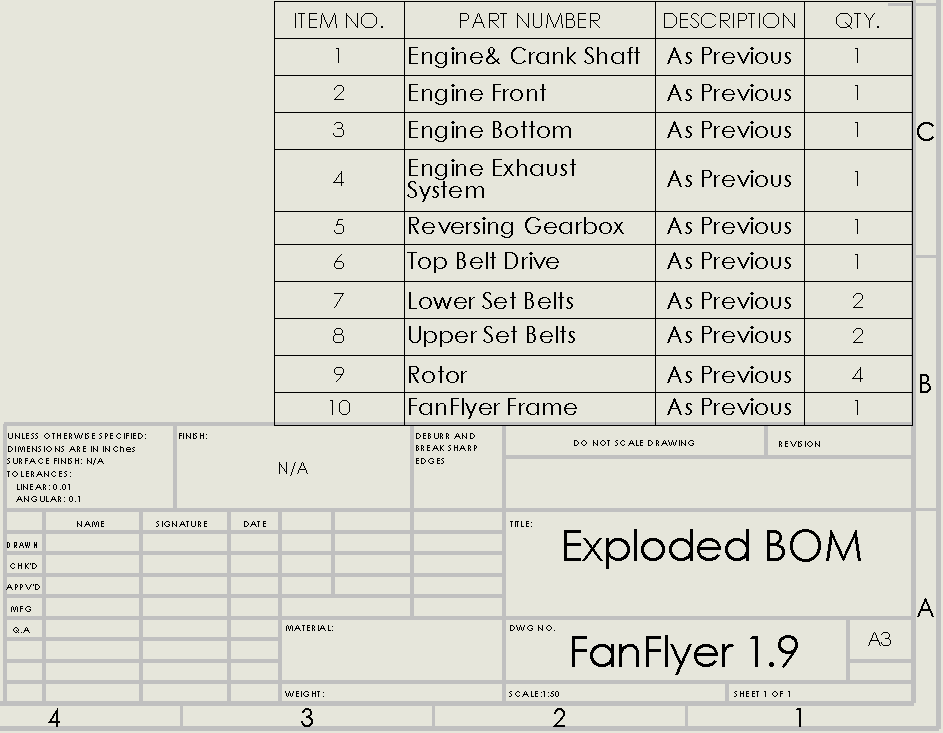 ITEM NO. PART NUMBER DESCRIPTION QTY.
1 Engine& Crank Shaft As Previous 1
2 Engine Front As Previous 1
3 Engine Bottom As Previous 1
C
4 Engine Exhaust System As Previous 1
5 Reversing Gearbox As Previous 1
6 Top Belt Drive As Previous 1
7 Lower Set Belts As Previous 2
8 Upper Set Belts As Previous 2
9 Rotor As Previous 4
B
10 FanFlyer Frame As Previous 1
UNLESS OTHERWISE SPECIFIED:
DIMENSIONS ARE IN INChes
SURFACE FINISH: N/A
TOLERANCES:
LINEAR: 0.01
ANGULAR: 0.1
FINISH:
N/A
DEBURR AND
BREAK SHARP
EDGES
DO NOT SCALE DRAWING
REVISION
NAME SIGNATURE DATE
DRAWN
CHK'D
APPV'D
MFG
Q.A
TITLE:
Exploded BOM
A
MATERIAL:
WEIGHT:
DWG NO.
FanFlyer 1.9
A3
SCALE:1:50
SHEET 1 OF 1
4 3 2 1